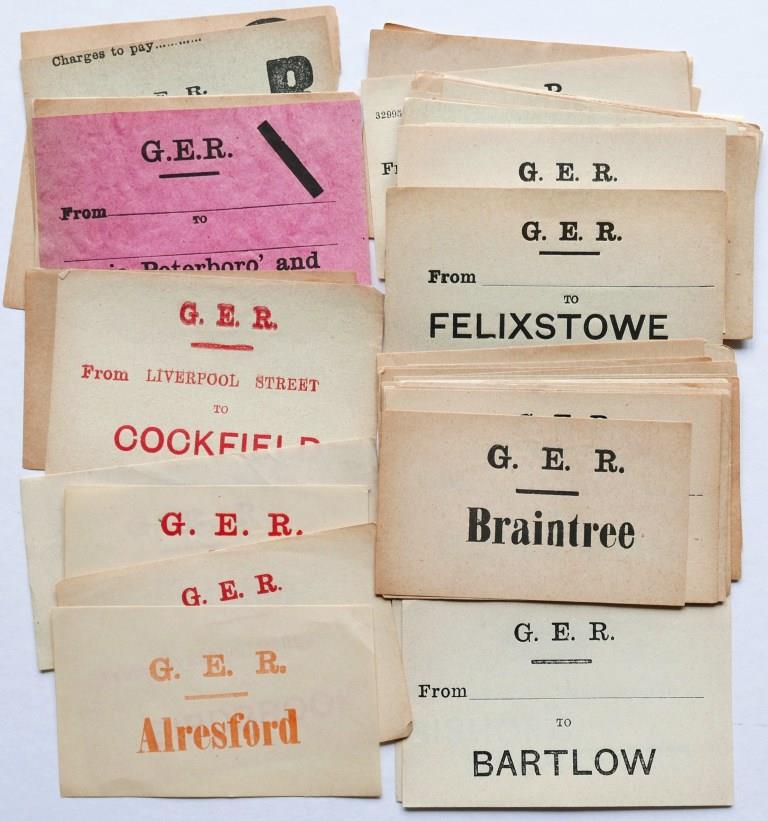 Charges to pay............
E. R.
R
G.E.R.
From
TO
Peterboro' and
G. E. R.
From LIVERPOOL STREET
TO
COCKFIELD
G. E. R.
G. E. R.
G. E. R.
Alresford
R
32995
G. E. R.
G. E. R.
From
TO
FELIXSTOWE
G. E. R.
G. E. R.
Braintree
G. E. R.
From
TO
BARTLOW